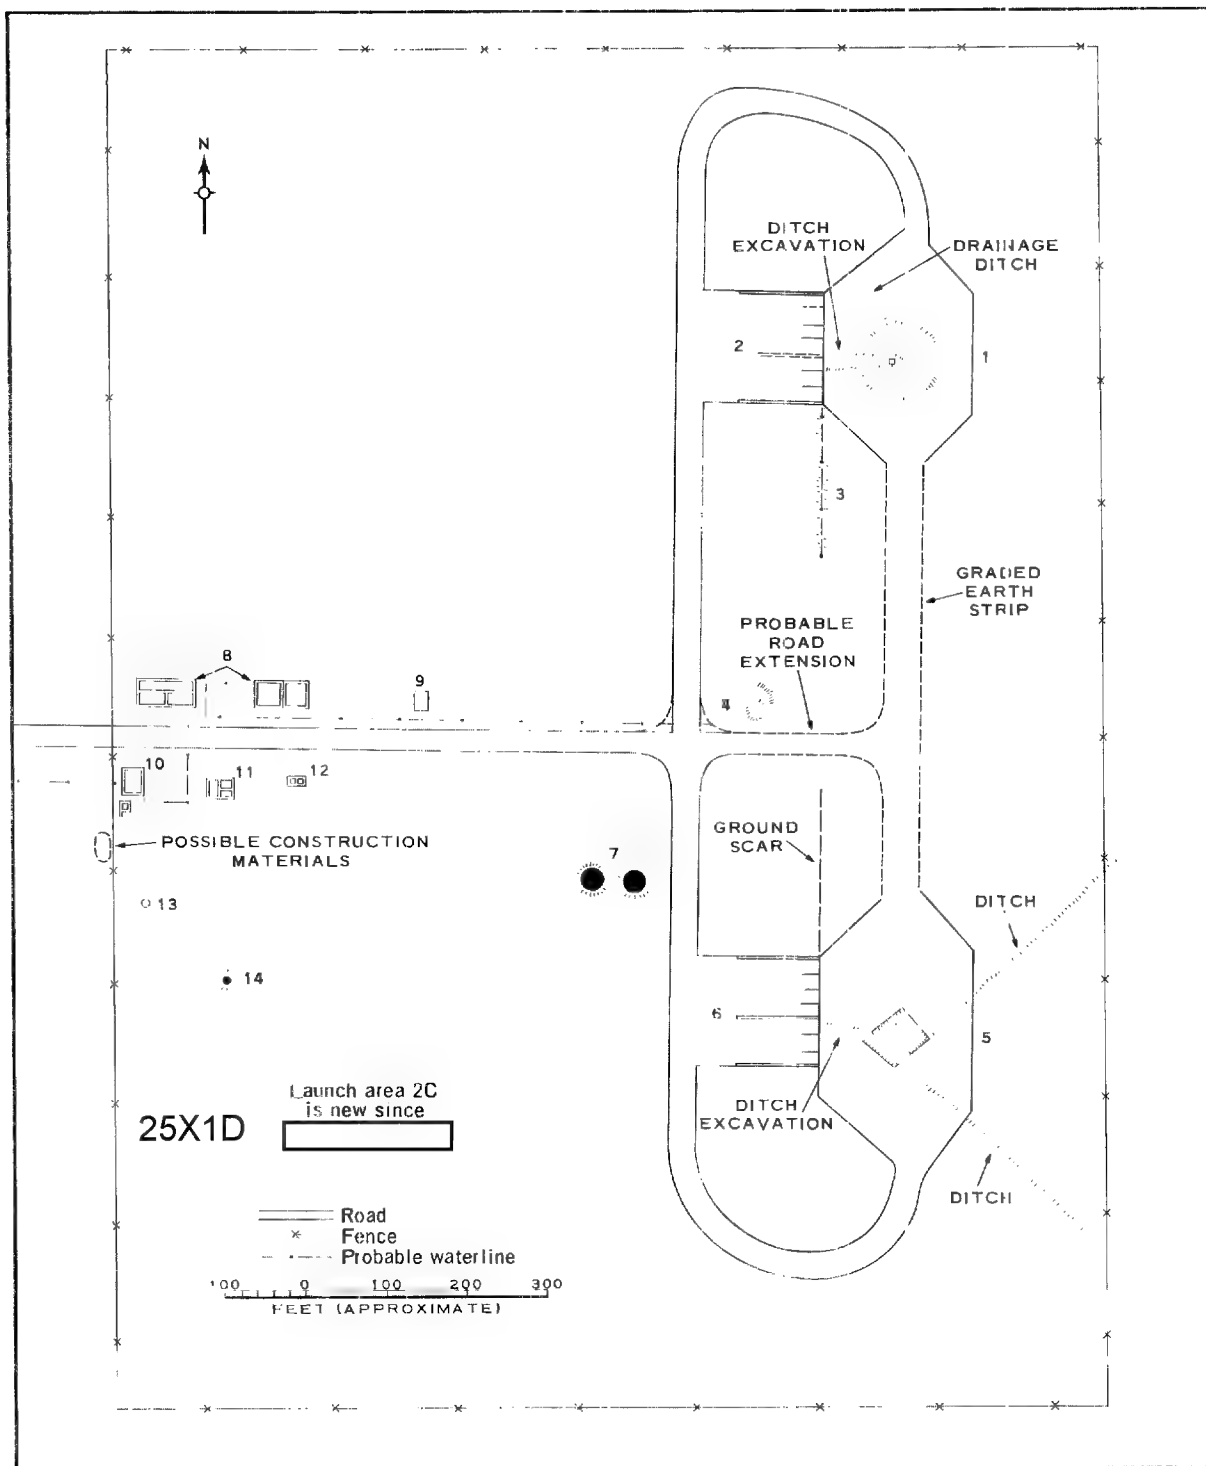 N
DITCH
EXCAVATION
DRAINAGE
DITCH
2
1
3
GRADED
EARTH
STRIP
PROBABLE
ROAD
EXTENSION
8
9
4
10
11
12
POSSIBLE CONSTRUCTION
MATERIALS
GROUND
SCAR
7
13
DITCH
14
6
5
Launch area 2C
is new since
25X1D
DITCH
EXCAVATION
DITCH
Road
Fence
Probable waterline
100 0 100 200 300
FEET (APPROXIMATE)